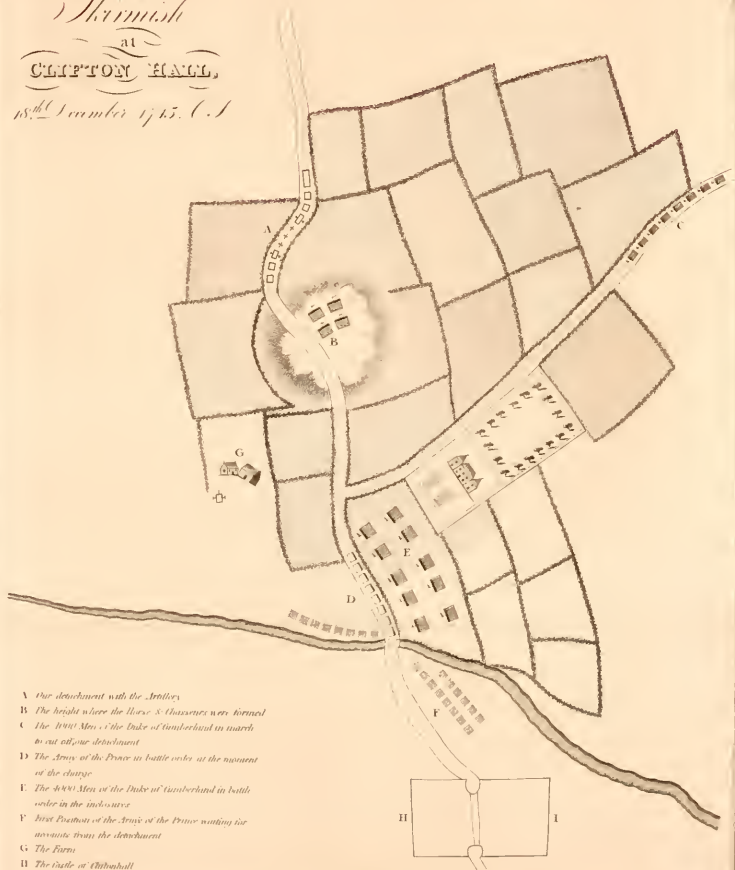 Skirmish
at
CLIFTON HALL,
18th December 1745. O.S
A
B
C
G
E
D
F
H
I
A Our detachment with the Artillery
B The height where the Horse & Chasseurs were formed
C The 4000 Men of the Duke of Cumberland in march
to cut off our detachment
D The Army of the Prince in battle order at the moment
of the charge
E The 4000 Men of the Duke of Cumberland in battle
order in the inclosures
F First Position of the Army of the Prince waiting for
accounts from the detachment
G The Farm
H The Castle of Cliftonhall